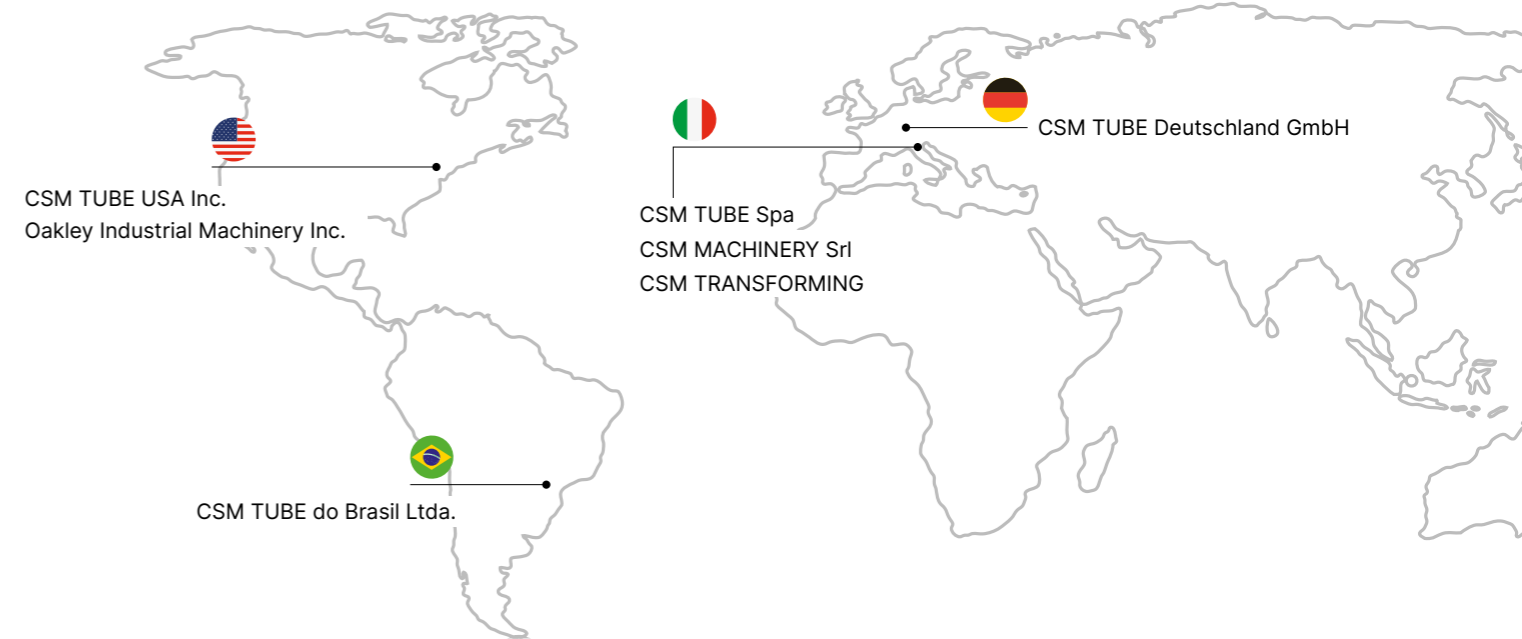 CSM TUBE USA Inc.
Oakley Industrial Machinery Inc.
CSM TUBE do Brasil Ltda.
CSM TUBE Spa
CSM MACHINERY Srl
CSM TRANSFORMING
CSM TUBE Deutschland GmbH